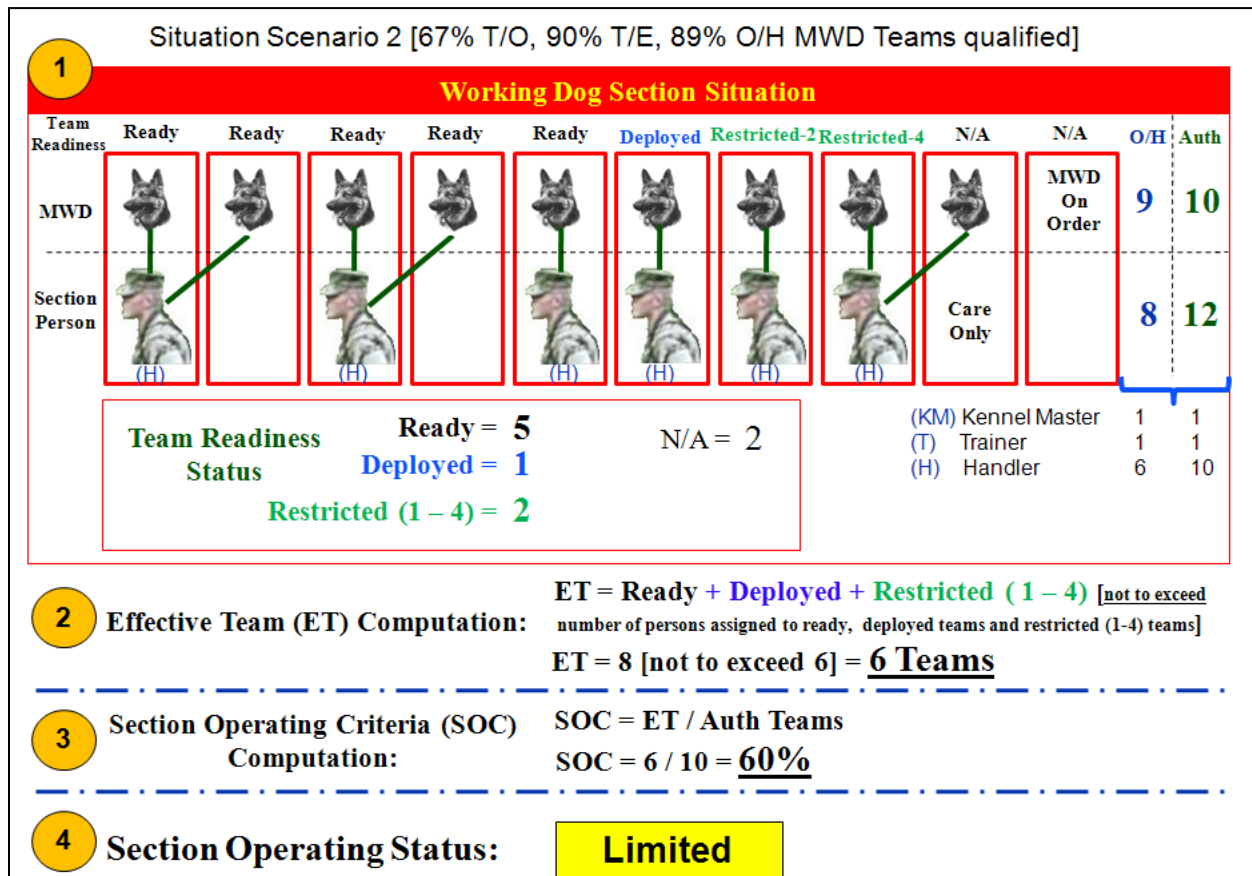 Situation Scenario 2 [67% T/O, 90% T/E, 89% O/H MWD Teams qualified]
1
Working Dog Section Situation
Team Readiness Ready Ready Ready Ready Ready Deployed Restricted-2 Restricted-4 N/A N/A O/H Auth
MWD MWD On Order 9 10
Section Person Care Only 8 12
(H) (H) (H) (H) (H) (H)
Team Readiness Status
Ready = 5
Deployed = 1
Restricted (1 – 4) = 2
N/A = 2
(KM) Kennel Master 1 1
(T) Trainer 1 1
(H) Handler 6 10
2
Effective Team (ET) Computation:
ET = Ready + Deployed + Restricted ( 1 – 4) [not to exceed
number of persons assigned to ready, deployed teams and restricted (1-4) teams]
ET = 8 [not to exceed 6] = 6 Teams
3
Section Operating Criteria (SOC)
Computation:
SOC = ET / Auth Teams
SOC = 6 / 10 = 60%
4
Section Operating Status:
Limited